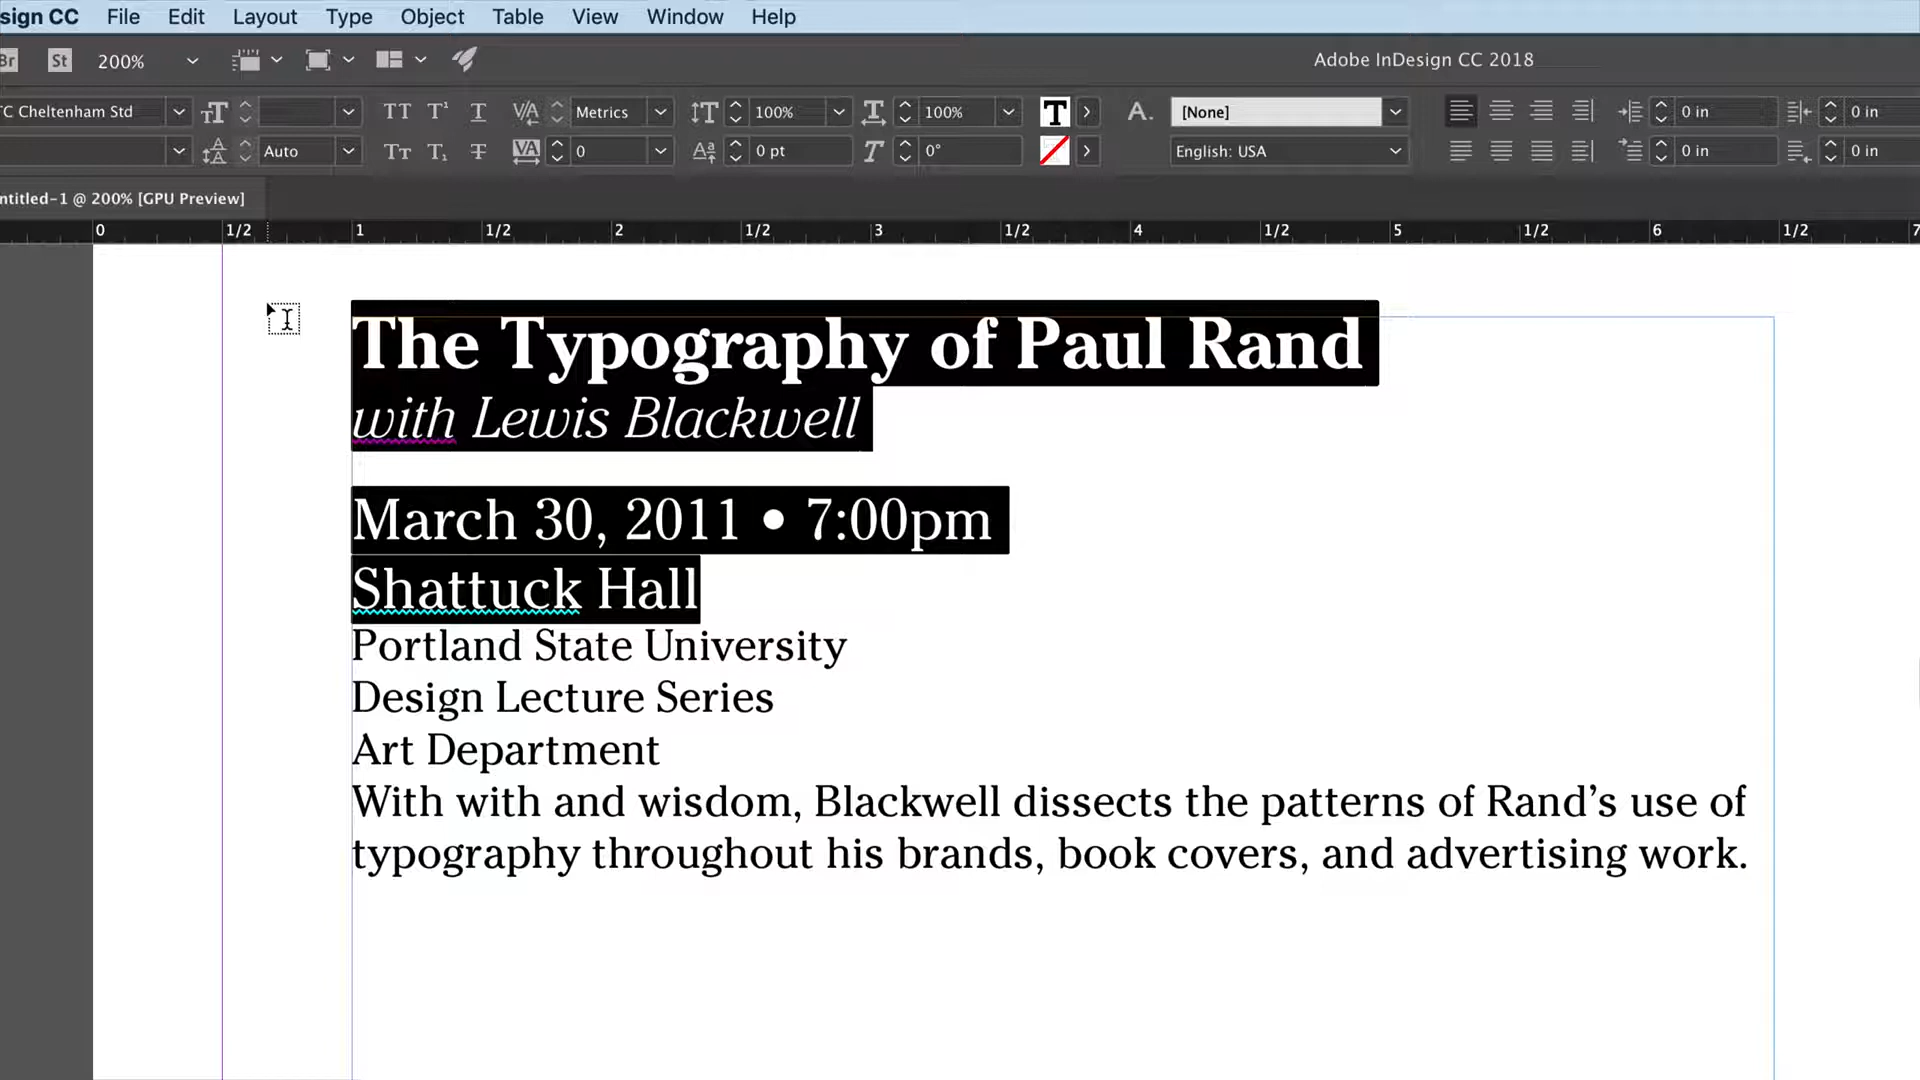 sign CC File Edit Layout Type Object Table View Window Help
Br St 200% Adobe InDesign CC 2018
TC Cheltenham Std Metrics 100% 100% [None] 0 in 0 in
Auto 0 0 pt 0° English: USA 0 in 0 in
ntitled-1 @ 200% [GPU Preview]
0 1/2 1 1/2 2 1/2 3 1/2 4 1/2 5 1/2 6 1/2 7
The Typography of Paul Rand
with Lewis Blackwell
March 30, 2011 • 7:00pm
Shattuck Hall
Portland State University
Design Lecture Series
Art Department
With with and wisdom, Blackwell dissects the patterns of Rand’s use of
typography throughout his brands, book covers, and advertising work.